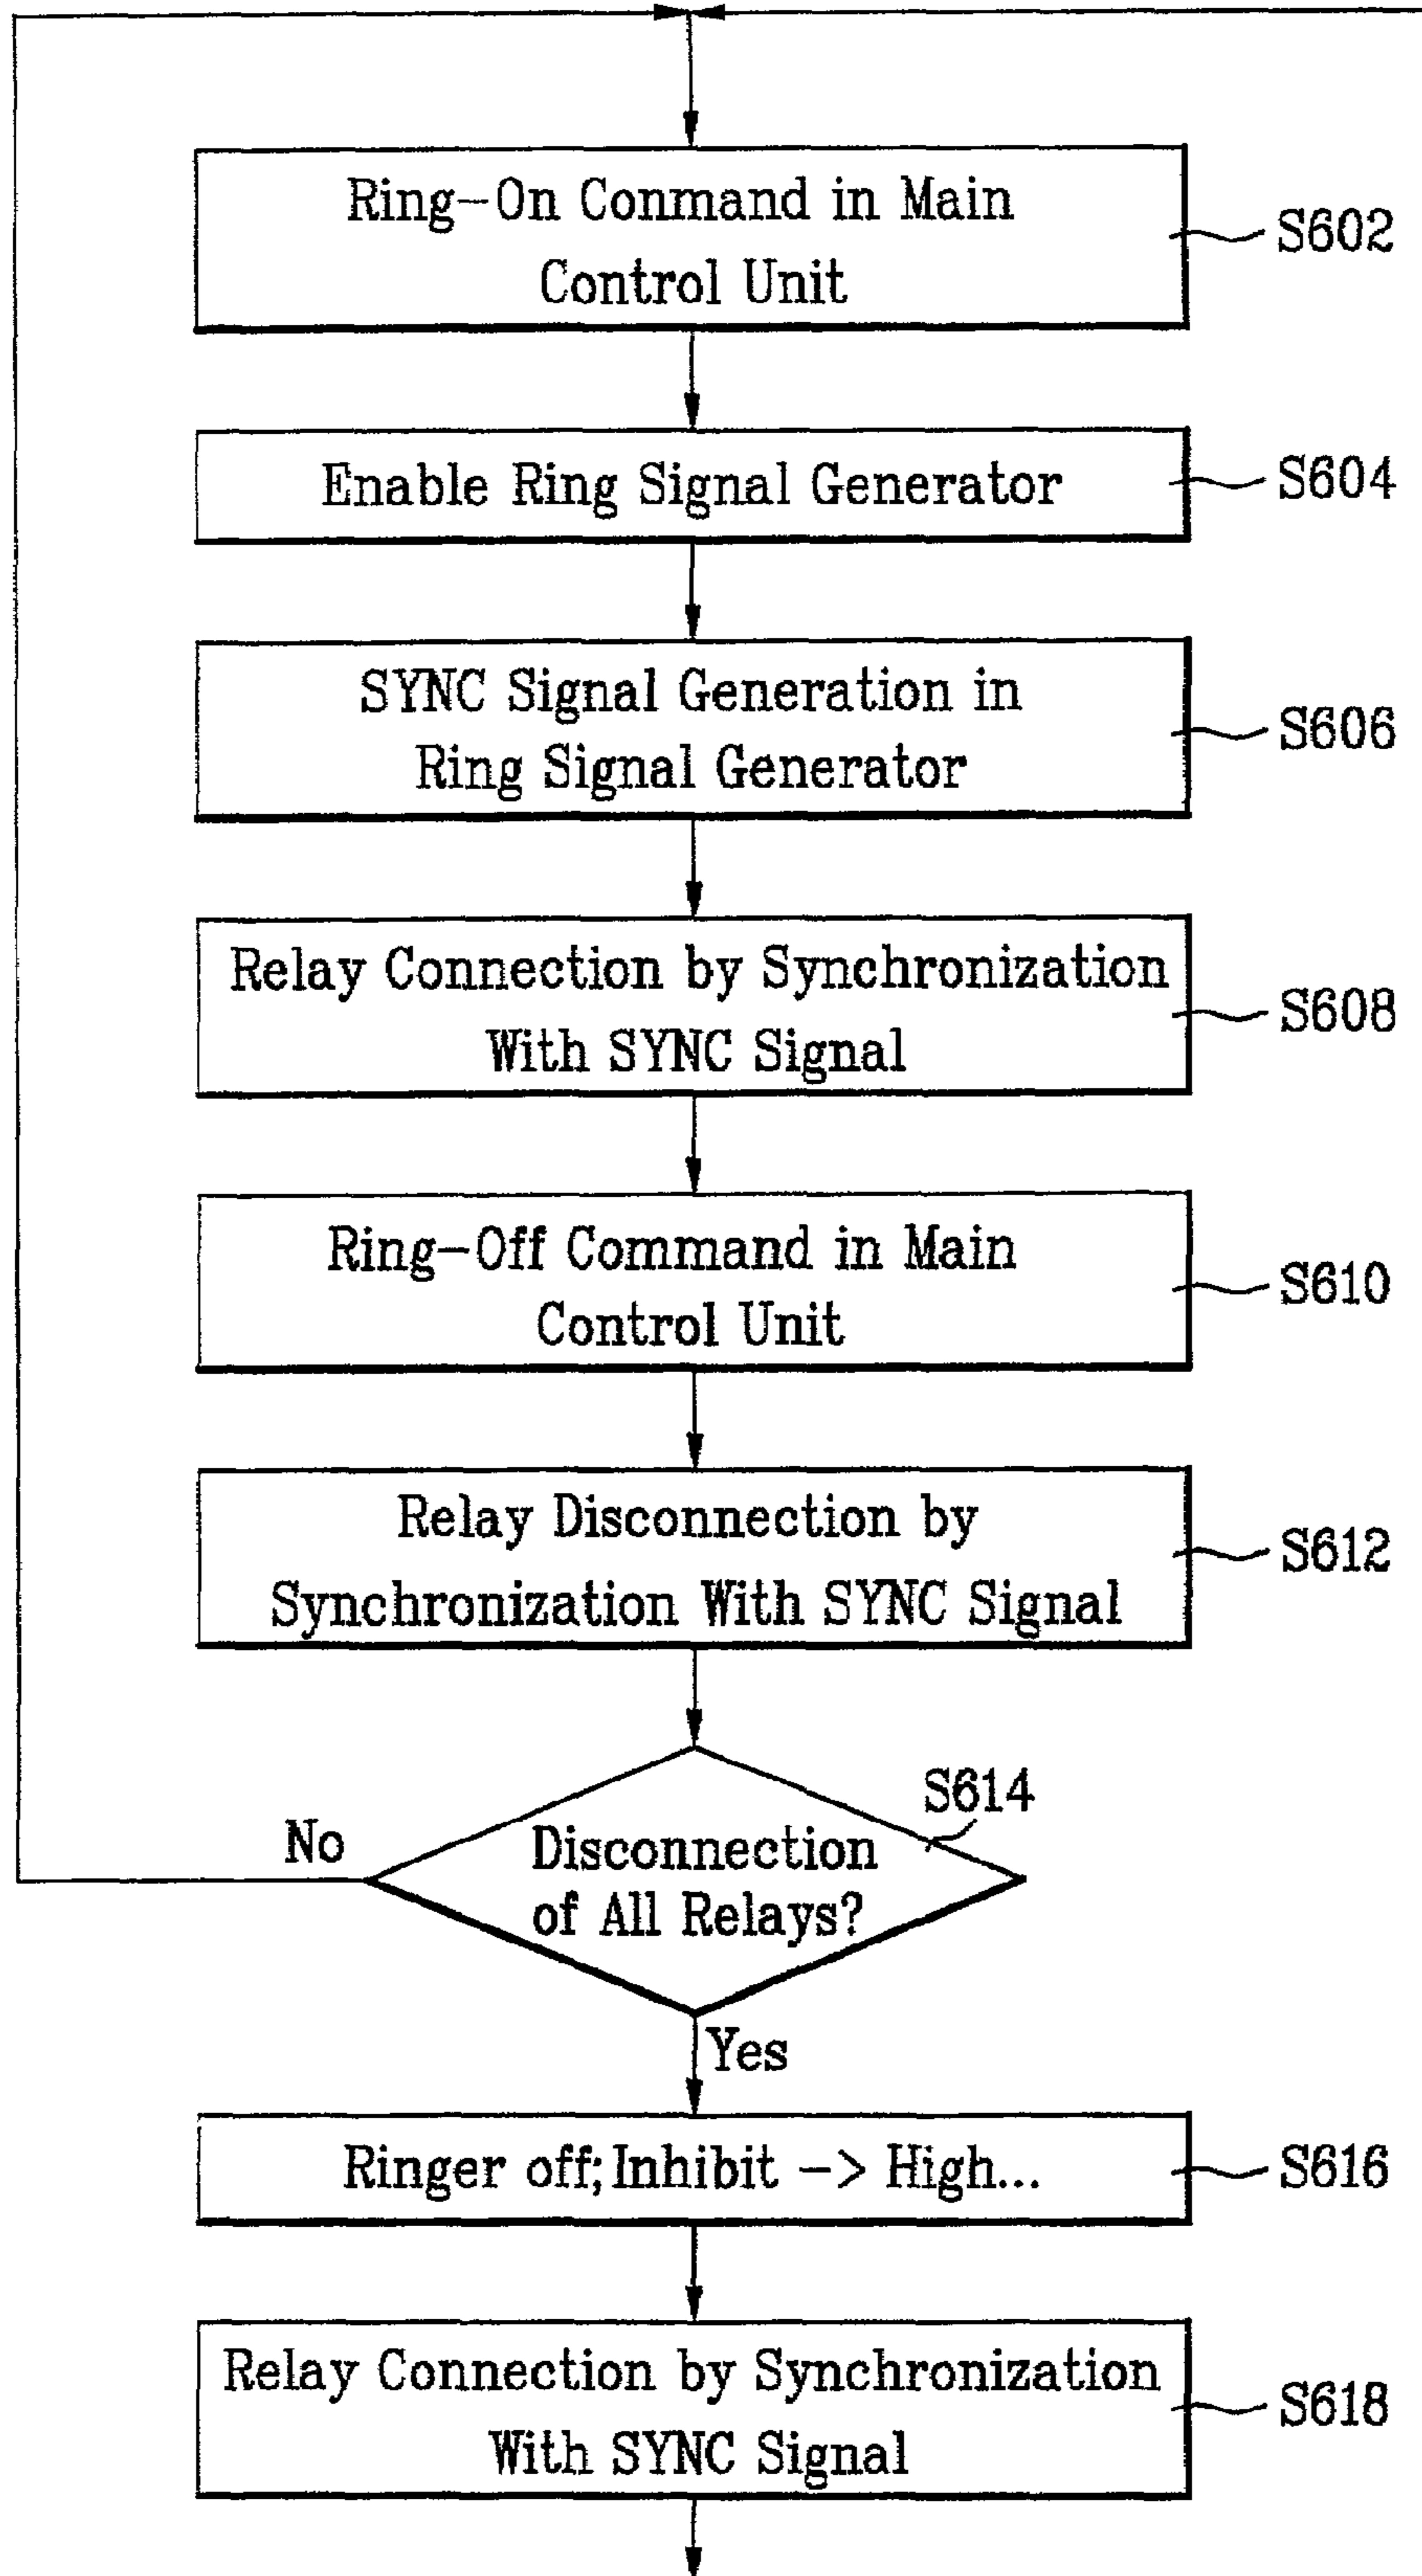 Ring-On Conmand in Main
Control Unit
S602
Enable Ring Signal Generator
S604
SYNC Signal Generation in
Ring Signal Generator
S606
Relay Connection by Synchronization
With SYNC Signal
S608
Ring-Off Command in Main
Control Unit
S610
Relay Disconnection by
Synchronization With SYNC Signal
S612
S614
No
Disconnection
of All Relays?
Yes
Ringer off; Inhibit -> High...
S616
Relay Connection by Synchronization
With SYNC Signal
S618